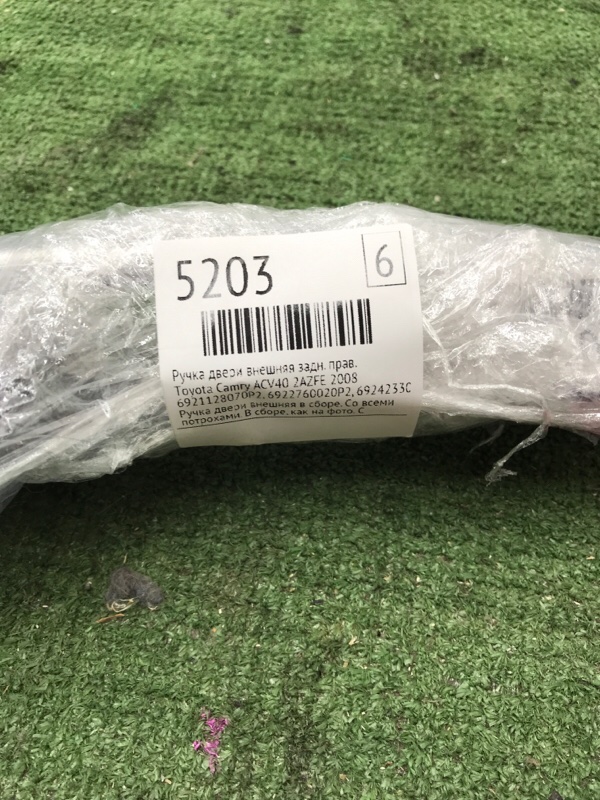 5203
6
Ручка двери внешняя задн. прав.
Toyota Camry ACV40 2AZFE 2008
6921128070P2, 6922760020P2, 6924233C
Ручка двери внешняя в сборе. Со всеми
потрохами. В сборе, как на фото. С